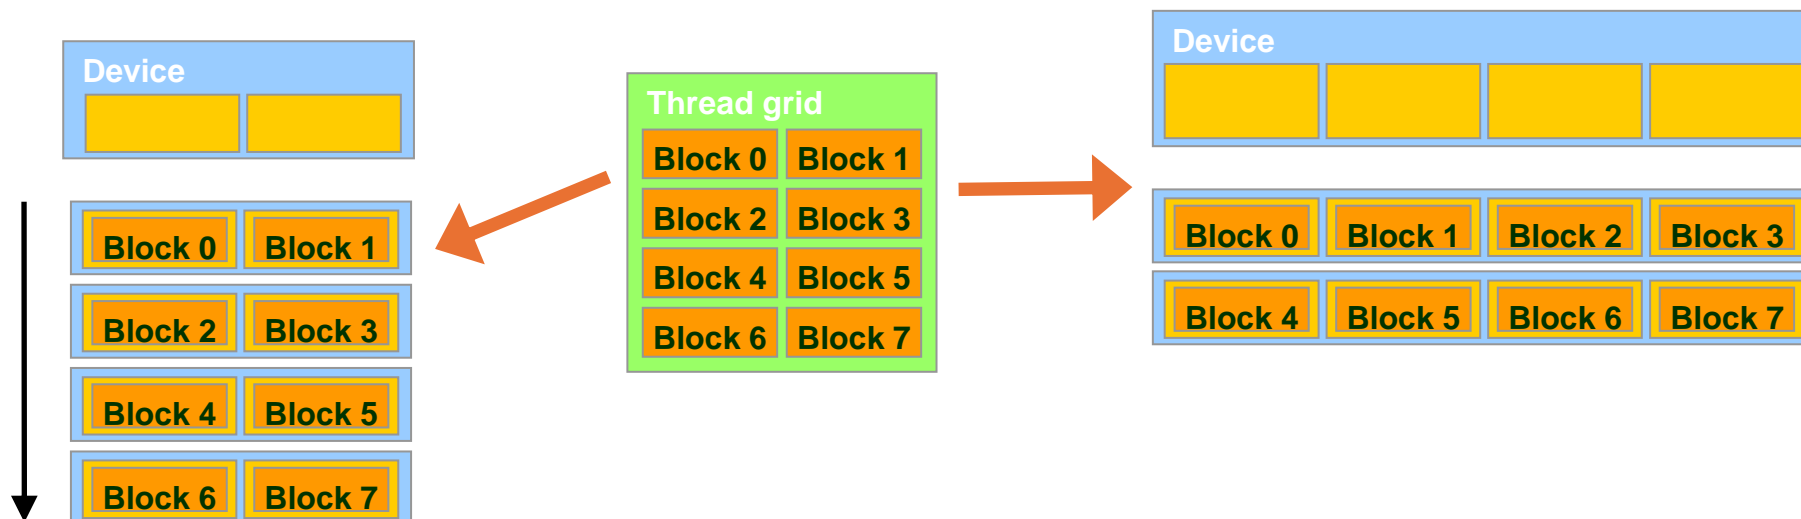 Device
Block 0 Block 1
Block 2 Block 3
Block 4 Block 5
Block 6 Block 7
Thread grid
Block 0 Block 1
Block 2 Block 3
Block 4 Block 5
Block 6 Block 7
Device
Block 0 Block 1 Block 2 Block 3
Block 4 Block 5 Block 6 Block 7